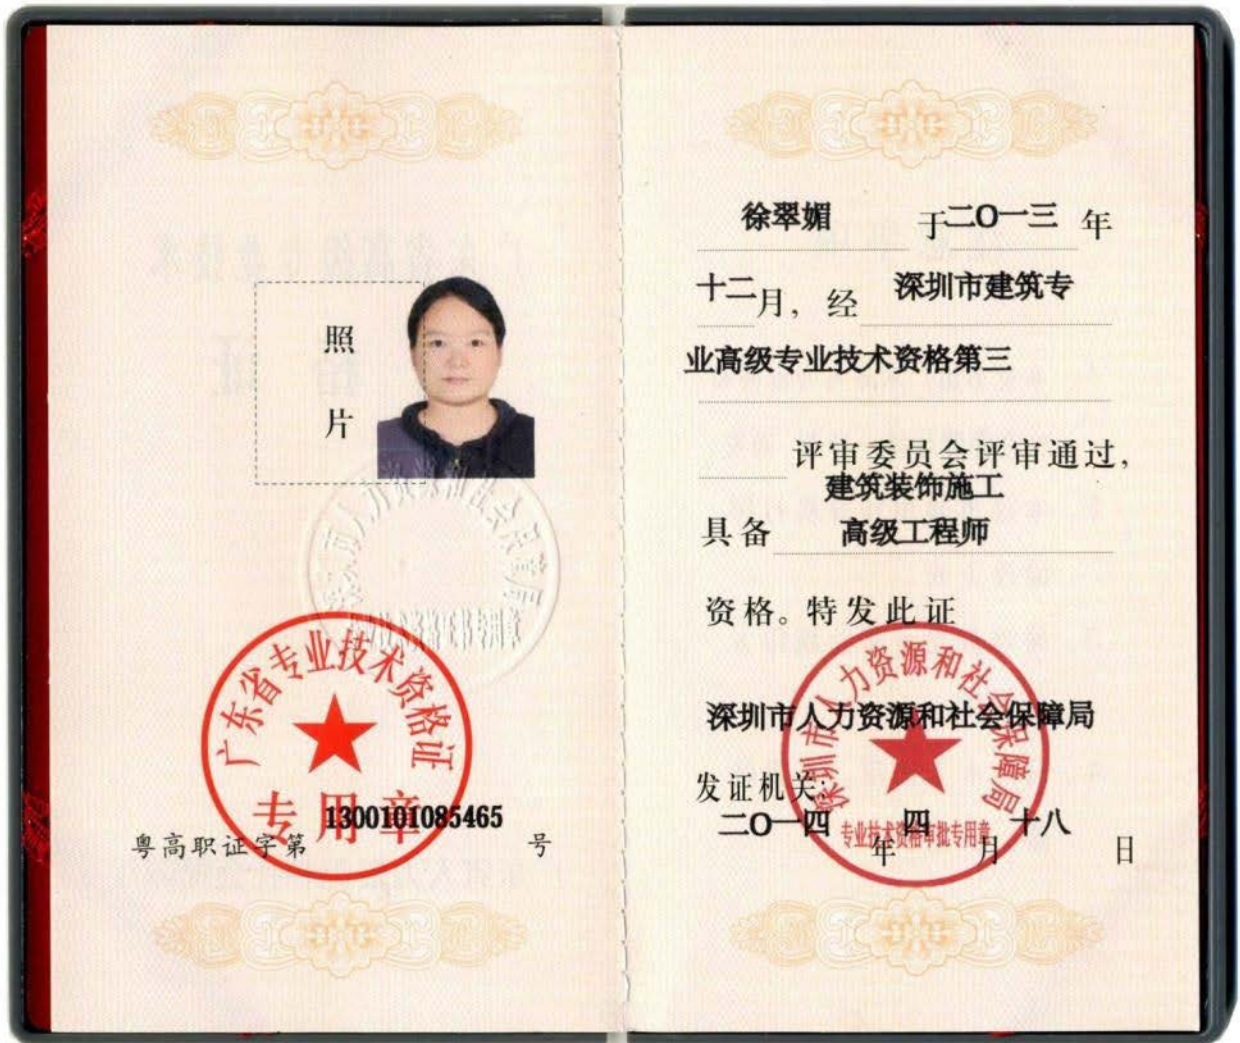 照
片
广东省专业技术资格证
专用章
粤高职证字第 1300101085465 号
徐翠媚 于二O一三 年
十二月，经 深圳市建筑专
业高级专业技术资格第三
评审委员会评审通过，
建筑装饰施工
具备 高级工程师
资格。特发此证
深圳市人力资源和社会保障局
深圳市人力资源和社会保障局
发证机关：
二O一四 年 四 月 十八 日
专业技术资格审批专用章